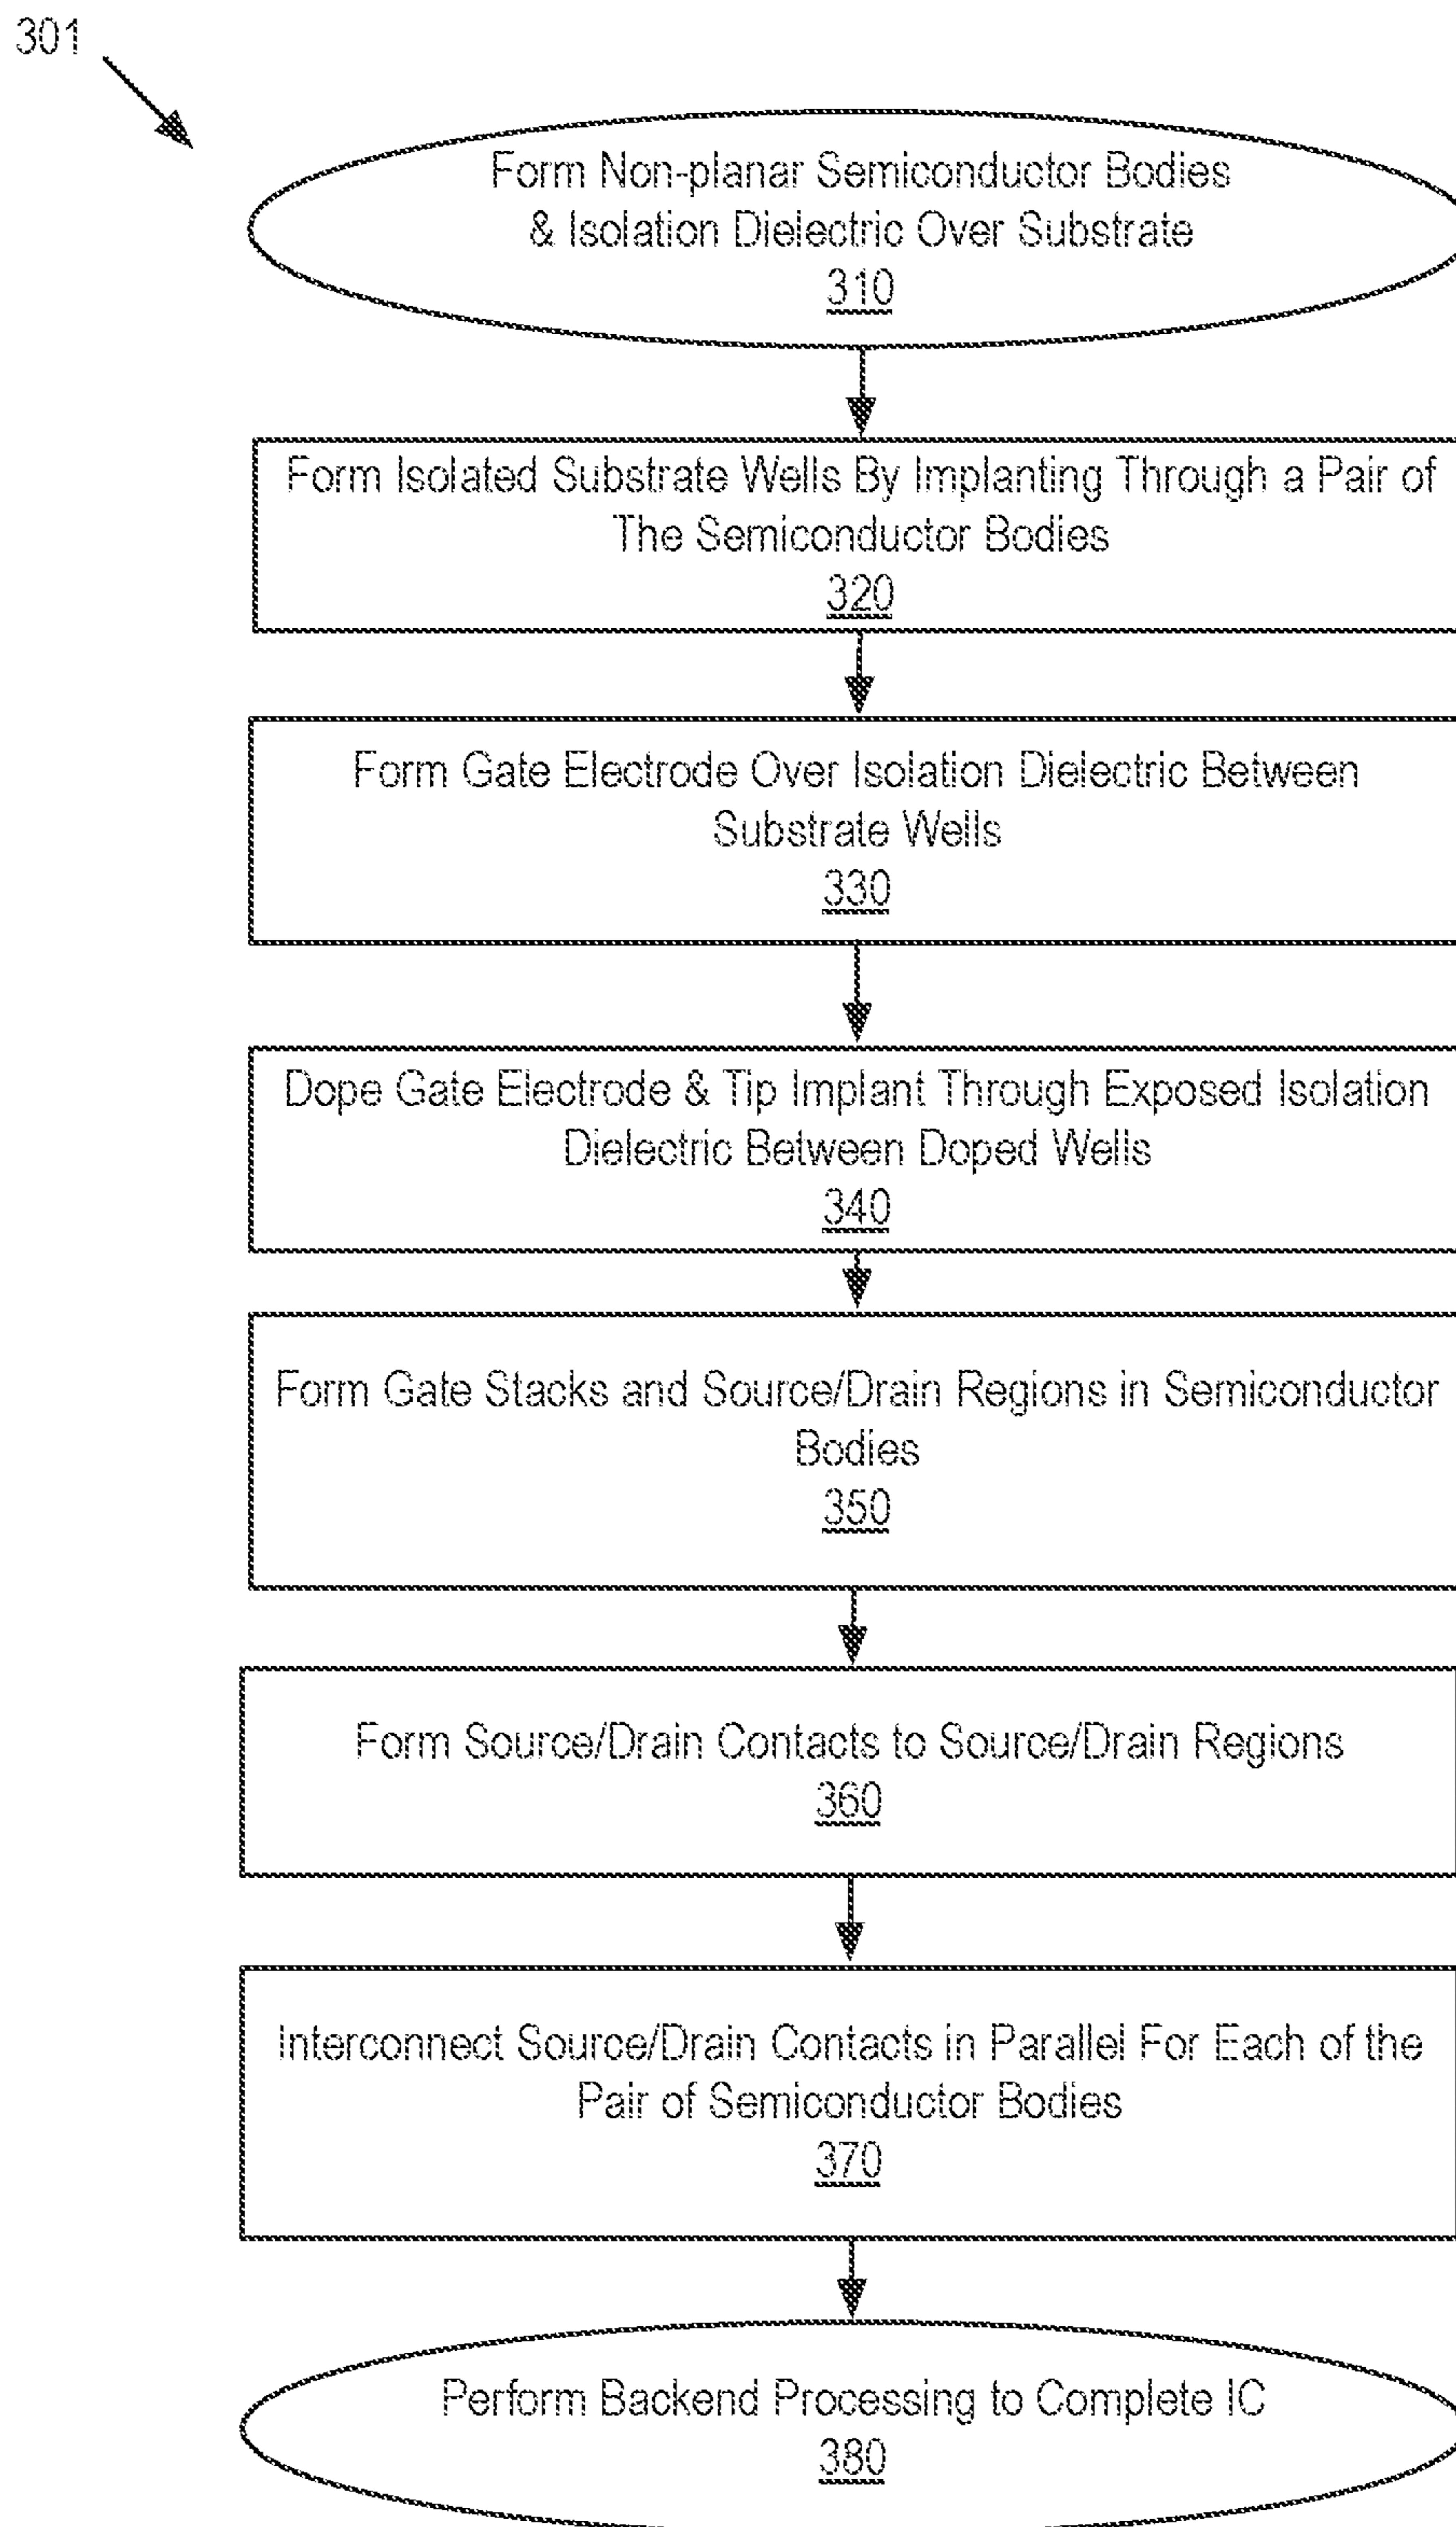 301
Form Non-planar Semiconductor Bodies
& Isolation Dielectric Over Substrate
310
Form Isolated Substrate Wells By Implanting Through a Pair of
The Semiconductor Bodies
320
Form Gate Electrode Over Isolation Dielectric Between
Substrate Wells
330
Dope Gate Electrode & Tip Implant Through Exposed Isolation
Dielectric Between Doped Wells
340
Form Gate Stacks and Source/Drain Regions in Semiconductor
Bodies
350
Form Source/Drain Contacts to Source/Drain Regions
360
Interconnect Source/Drain Contacts in Parallel For Each of the
Pair of Semiconductor Bodies
370
Perform Backend Processing to Complete IC
380